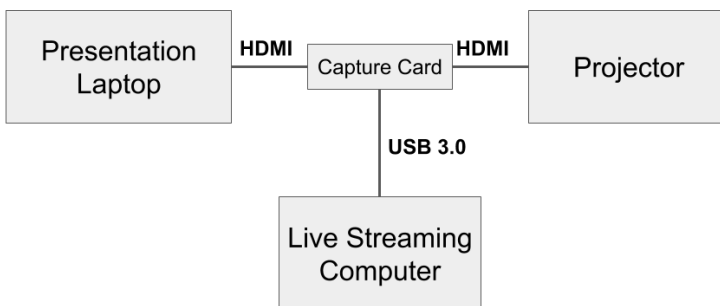 Presentation
Laptop
HDMI
Capture Card
HDMI
Projector
USB 3.0
Live Streaming
Computer